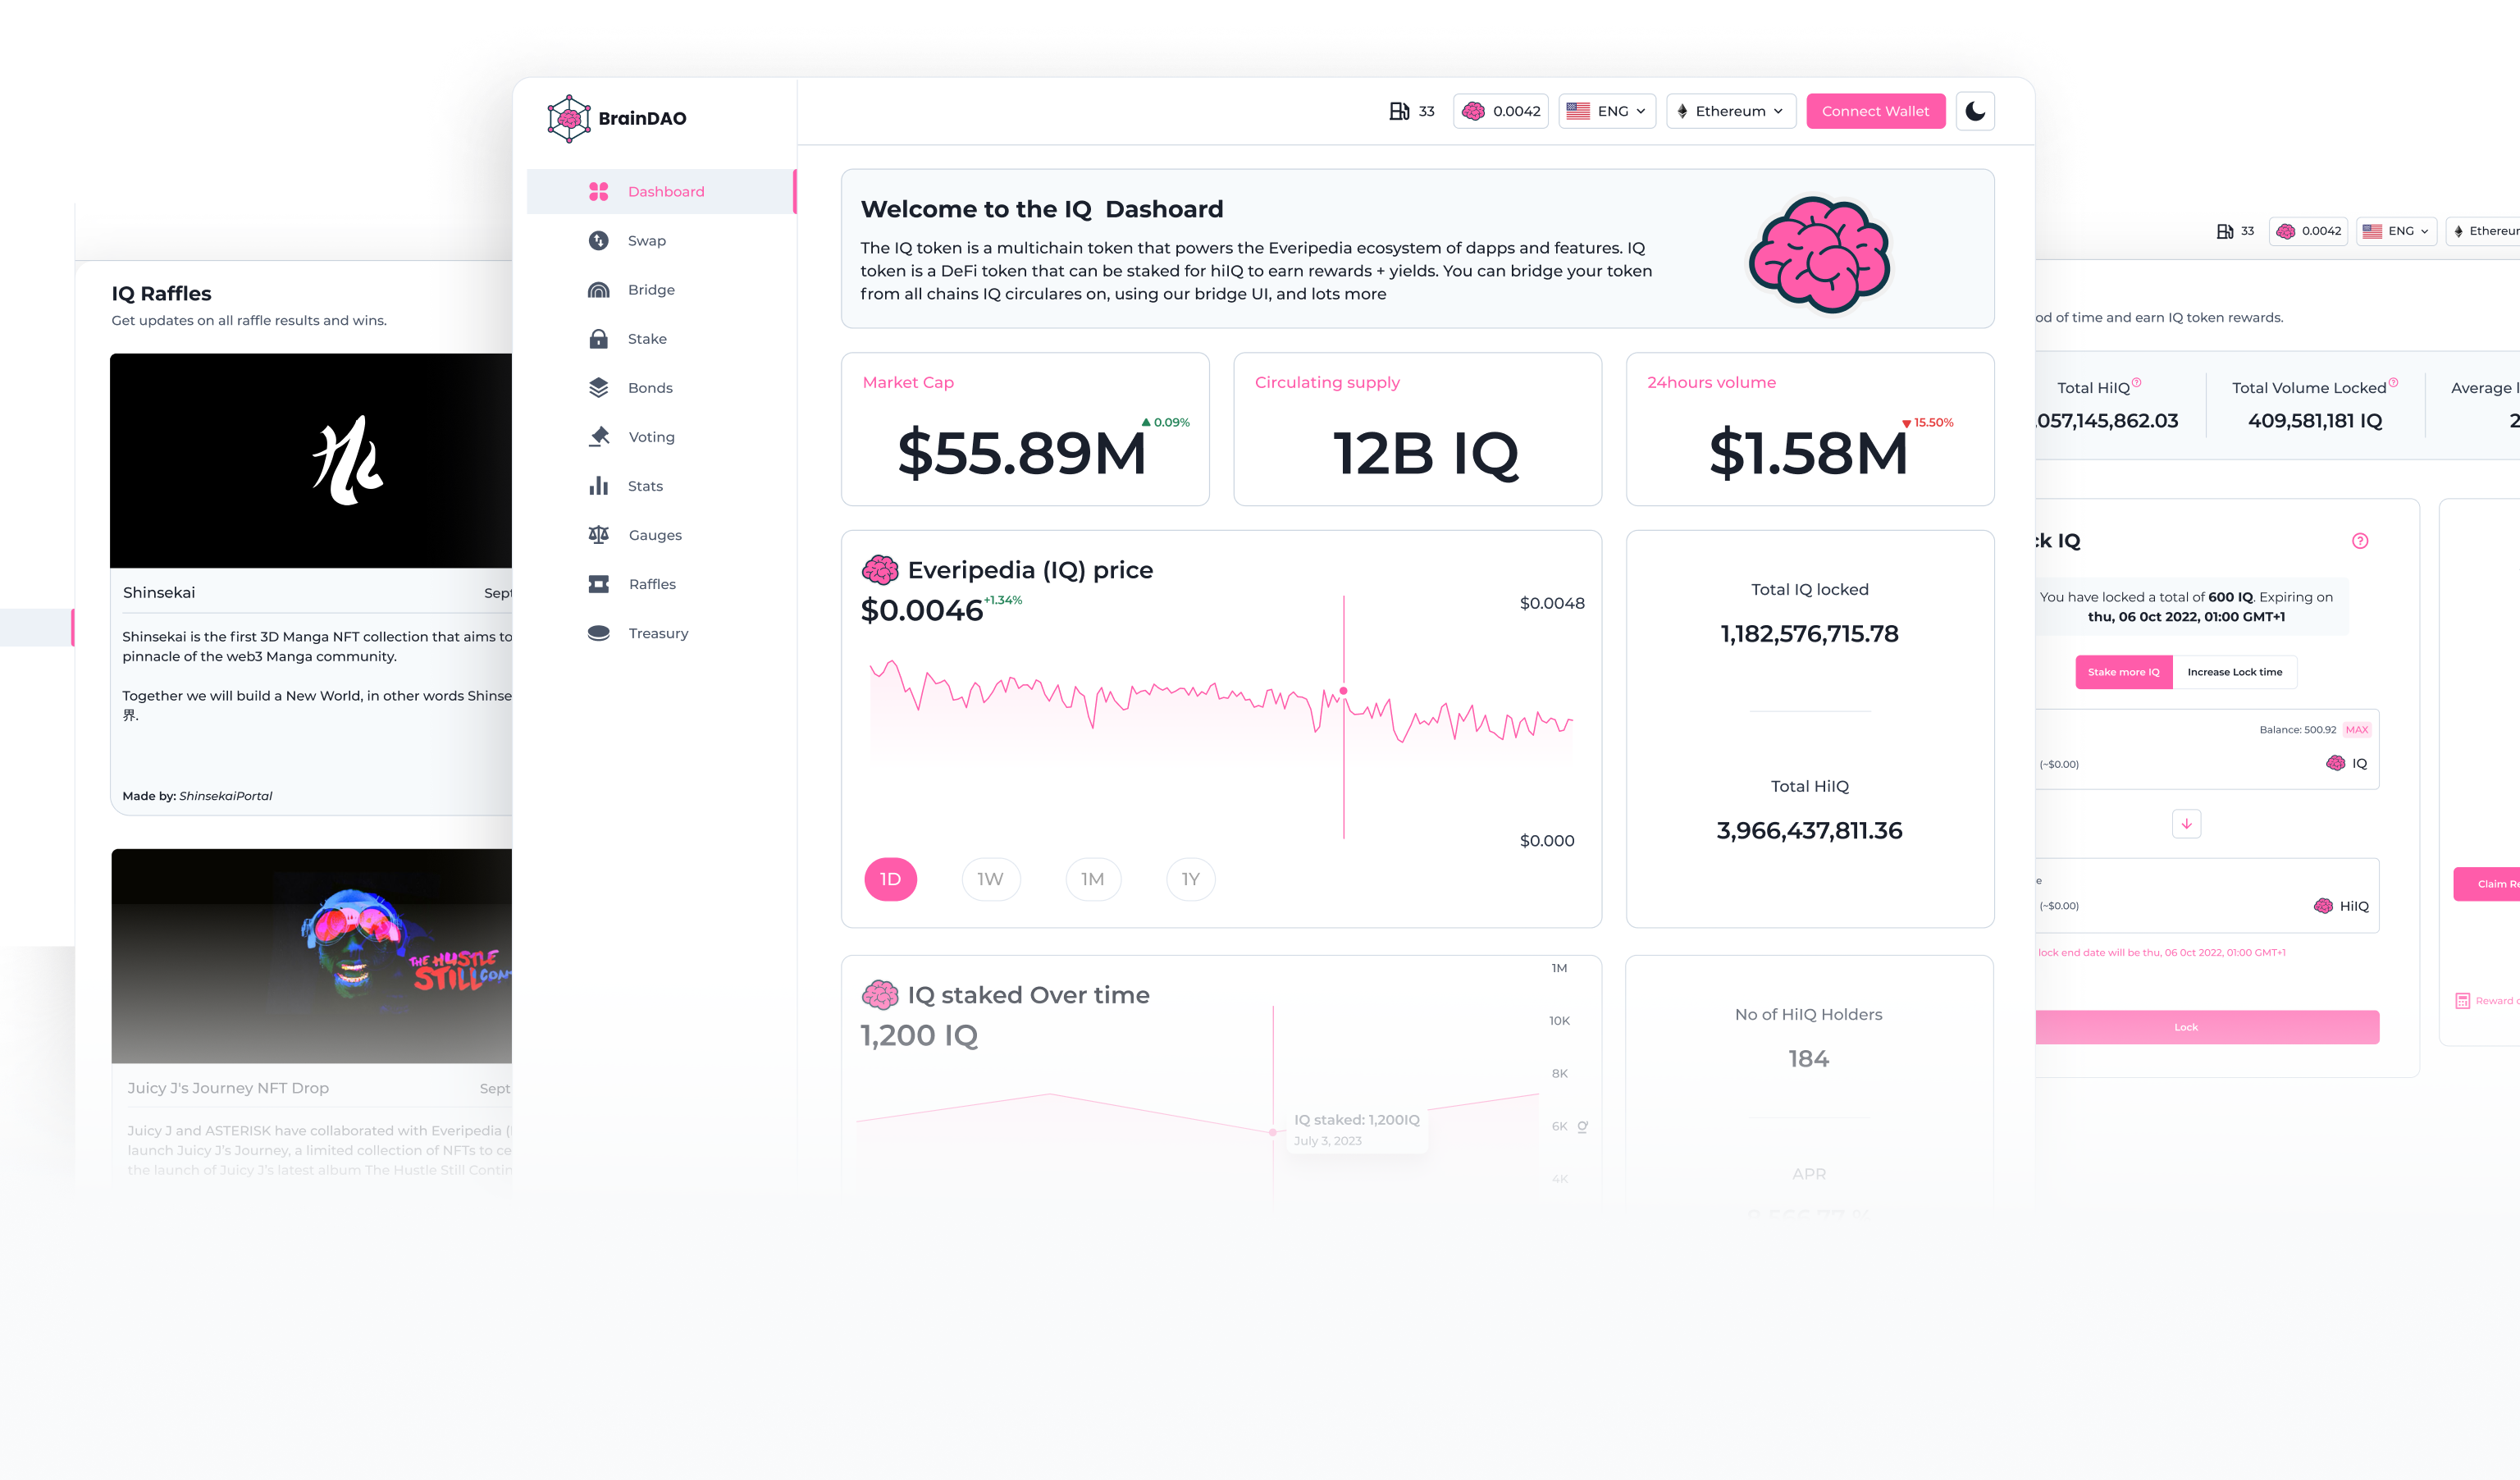 IQ Raffles
Get updates on all raffle results and wins.
Shinsekai
Sept
Shinsekai is the first 3D Manga NFT collection that aims to
pinnacle of the web3 Manga community.
Together we will build a New World, in other words Shinse
界.
Made by: ShinsekaiPortal
THE HUSTLE
STILL CON
Juicy J's Journey NFT Drop
Sept
Juicy J and ASTERISK have collaborated with Everipedia (
launch Juicy J's Journey, a limited collection of NFTs to ce
the launch of Juicy J's latest album The Hustle Still Contin
BrainDAO
33
0.0042
ENG
Ethereum
Connect Wallet
Dashboard
Swap
Bridge
Stake
Bonds
Voting
Stats
Gauges
Raffles
Treasury
Welcome to the IQ Dashoard
The IQ token is a multichain token that powers the Everipedia ecosystem of dapps and features. IQ
token is a DeFi token that can be staked for hiIQ to earn rewards + yields. You can bridge your token
from all chains IQ circulares on, using our bridge UI, and lots more
Market Cap
$55.89M
0.09%
Circulating supply
12B IQ
24hours volume
$1.58M
15.50%
Everipedia (IQ) price
$0.0046
+1.34%
$0.0048
$0.000
1D
1W
1M
1Y
Total IQ locked
1,182,576,715.78
Total HiIQ
3,966,437,811.36
IQ staked Over time
1,200 IQ
1M
10K
8K
6K
4K
IQ
IQ staked: 1,200IQ
July 3, 2023
No of HiIQ Holders
184
APR
33
0.0042
ENG
Ethereum
od of time and earn IQ token rewards.
Total HiIQ
057,145,862.03
Total Volume Locked
409,581,181 IQ
Average l
2
ck IQ
You have locked a total of 600 IQ. Expiring on
thu, 06 Oct 2022, 01:00 GMT+1
Stake more IQ
Increase Lock time
Balance: 500.92 MAX
(~$0.00)
IQ
e
(~$0.00)
HiIQ
lock end date will be thu, 06 Oct 2022, 01:00 GMT+1
Lock
Claim Re
Reward c